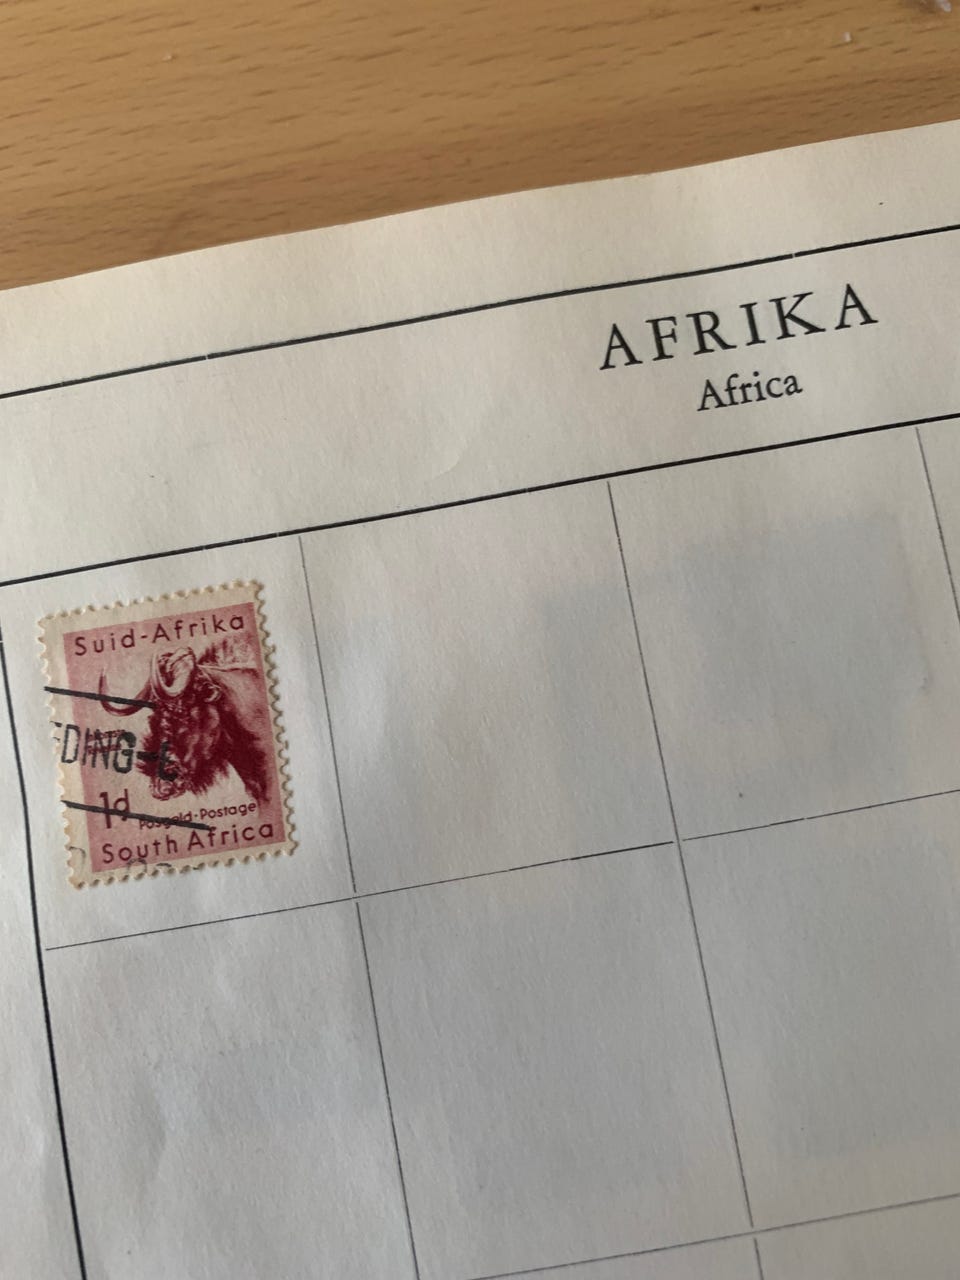 AFRIKA
Africa
Suid-Afrika
DING-
1d
Posgeld-Postage
South Africa